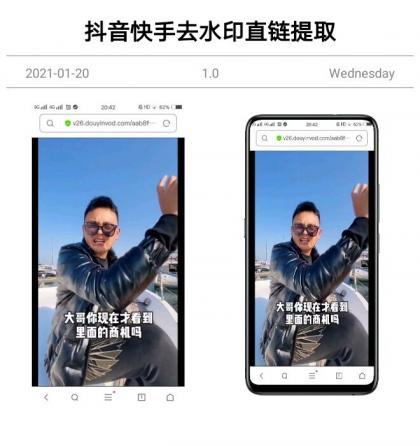 抖音快手去水印直链提取
2021-01-20
1.0
Wednesday
20:42
62%
v26.douyinvod.com/aab8f···
大哥你现在才看到
里面的商机吗
20:42
62%
v26.douyinvod.com/aab8f···
大哥你现在才看到
里面的商机吗